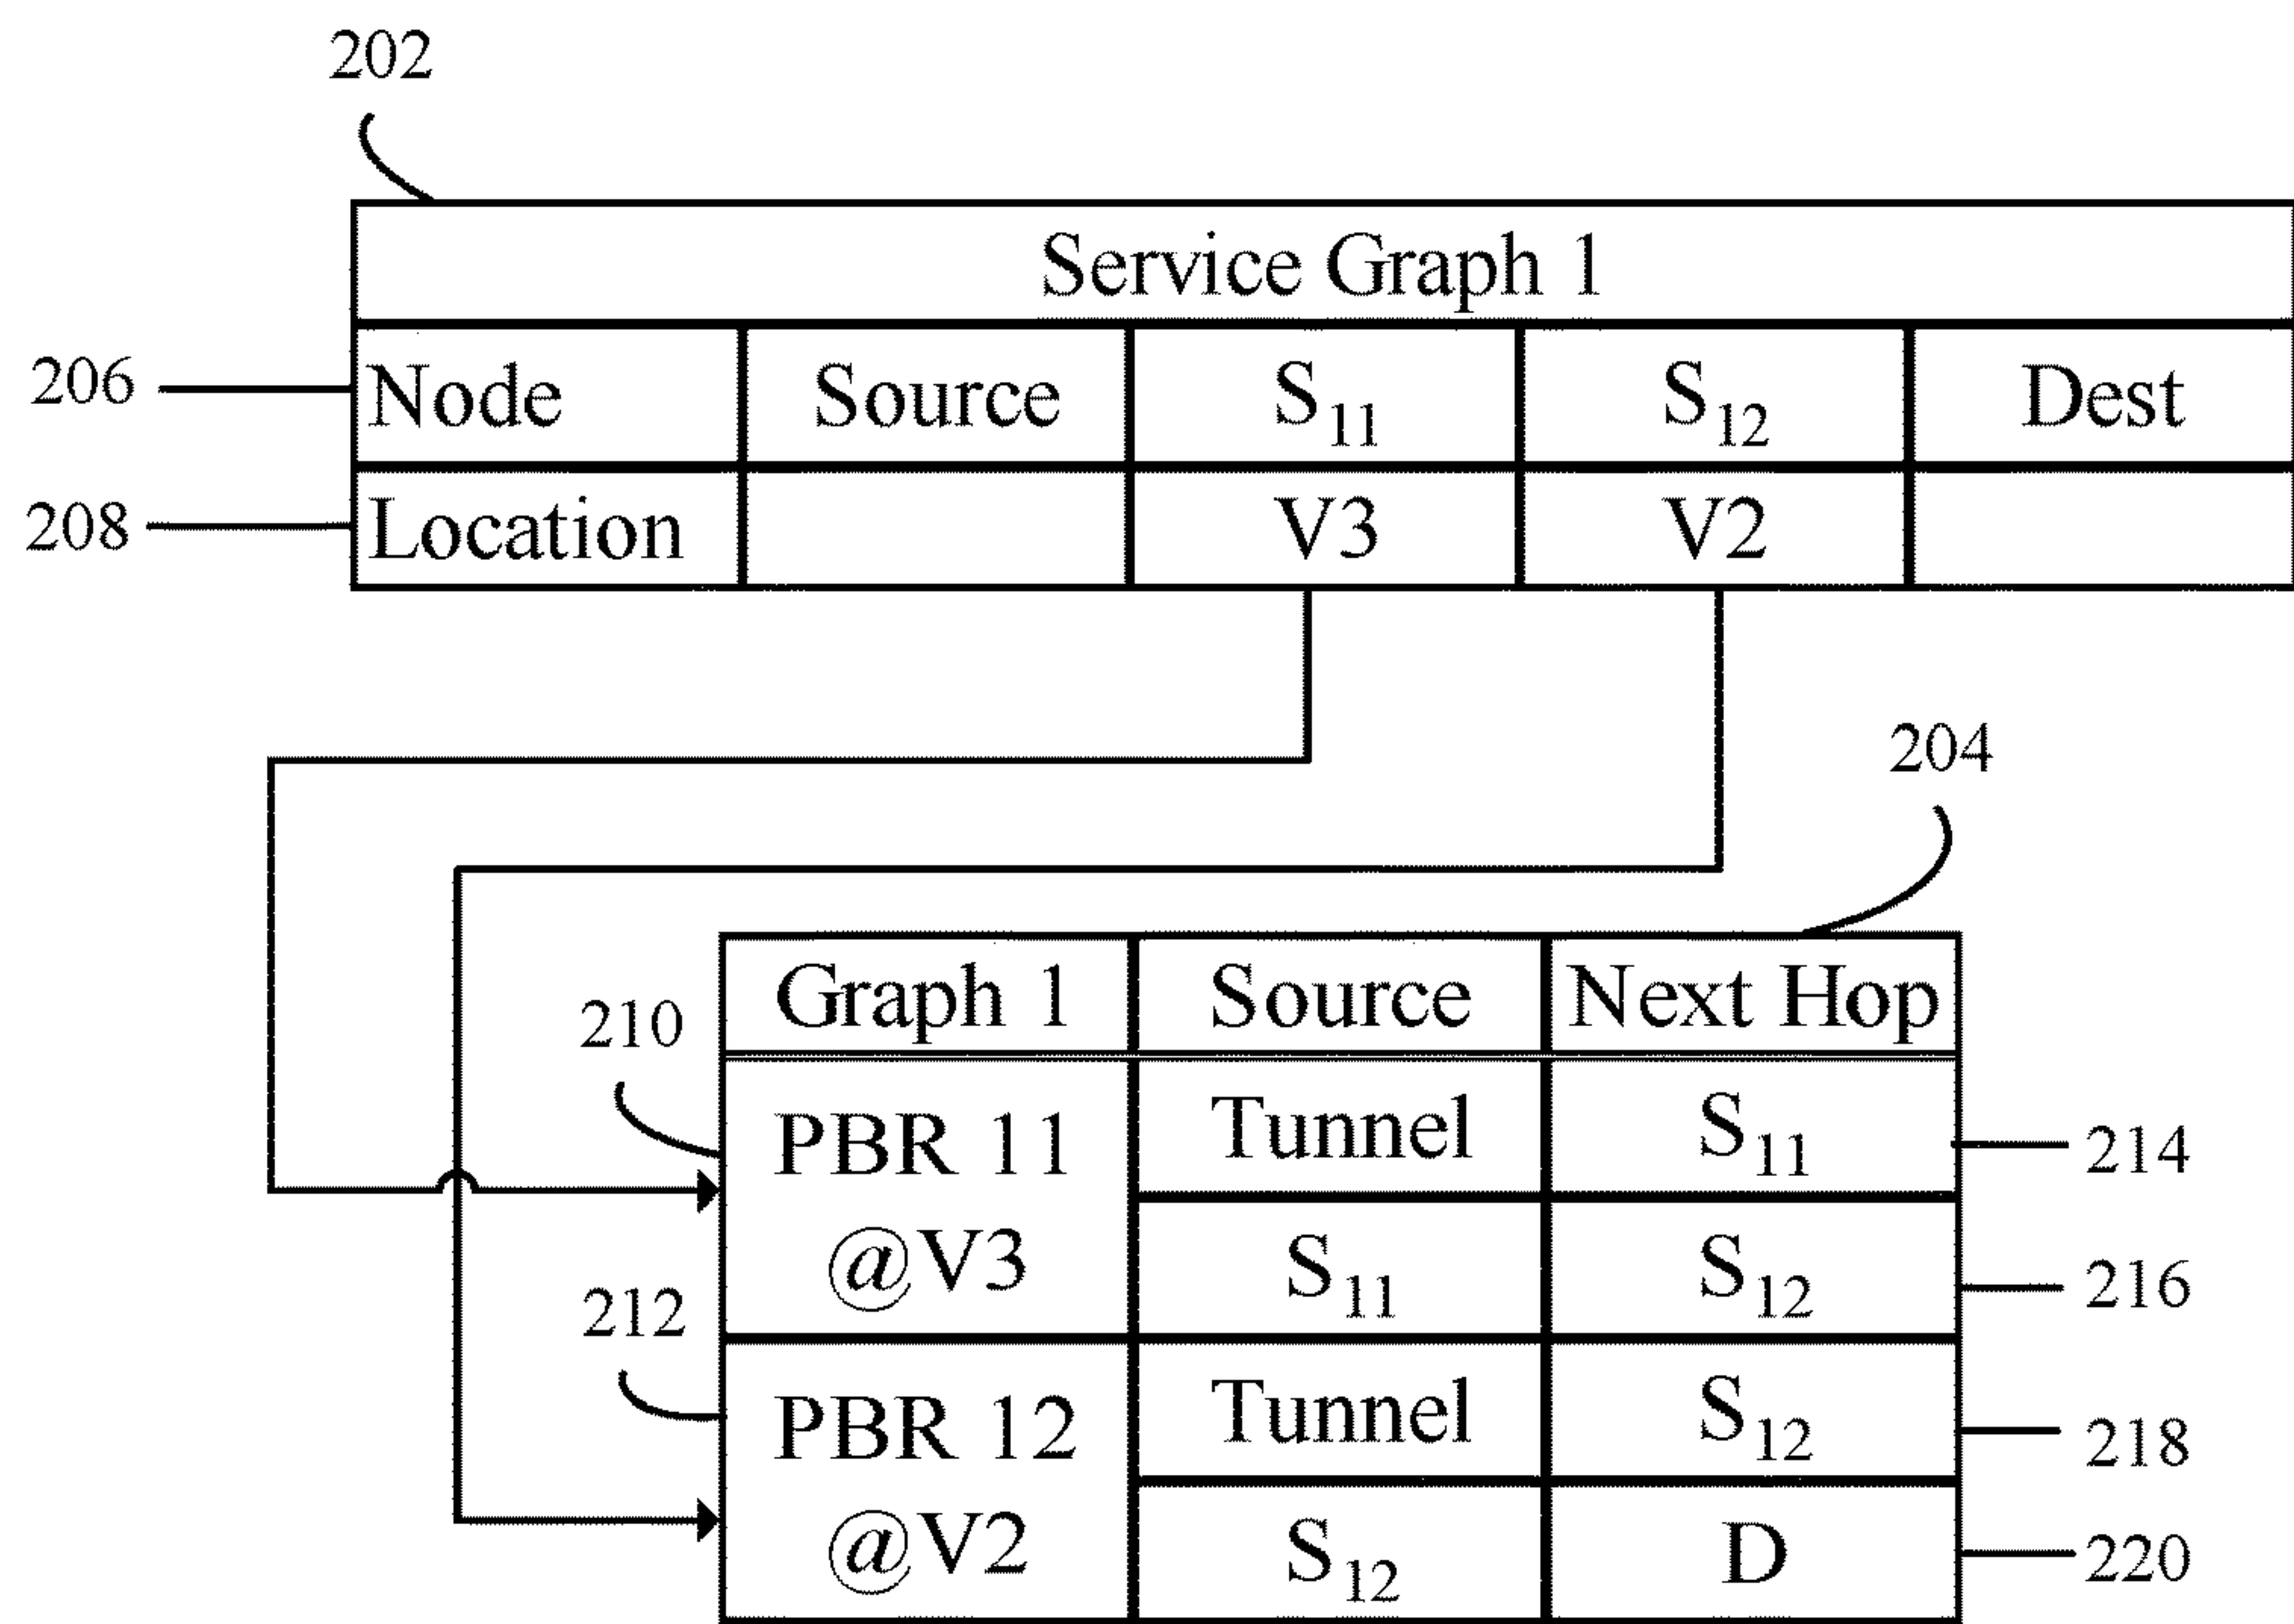 202
Service Graph 1
206 Node Source S₁₁ S₁₂ Dest
208 Location V3 V2
204
Graph 1 Source Next Hop
210
PBR 11 Tunnel S₁₁ 214
@V3 S₁₁ S₁₂ 216
212
PBR 12 Tunnel S₁₂ 218
@V2 S₁₂ D 220